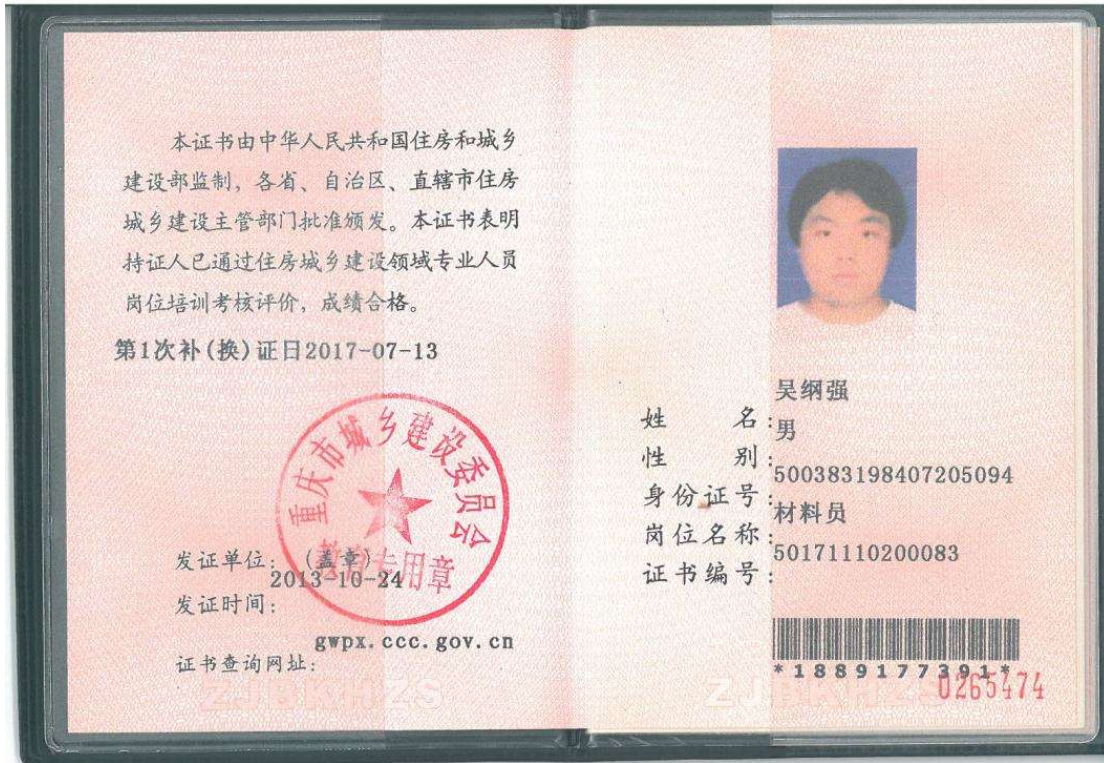 本证书由中华人民共和国住房和城乡
建设部监制，各省、自治区、直辖市住房
城乡建设主管部门批准颁发。本证书表明
持证人已通过住房城乡建设领域专业人员
岗位培训考核评价，成绩合格。
第1次补(换)证日2017-07-13
重庆市城乡建设委员会
专用章
发证单位：（盖章）
2013-10-24
发证时间：
gwpx.ccc.gov.cn
证书查询网址：
ZJBKHZS
吴纲强
姓 名：
男
性 别：
500383198407205094
身份证号：
材料员
岗位名称：
50171110200083
证书编号：
*1889177391*
0265474
ZJBKHZS